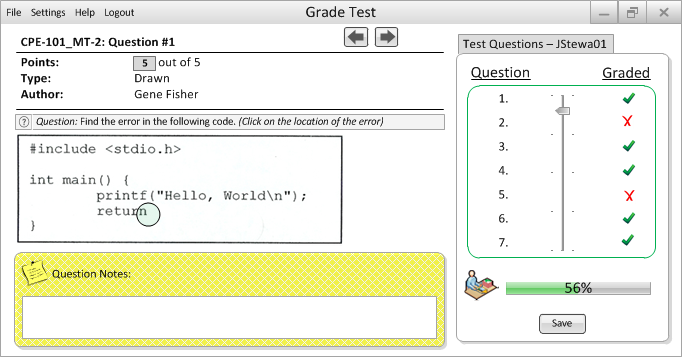 File Settings Help Logout
Grade Test
CPE-101_MT-2: Question #1
Points: 5 out of 5
Type: Drawn
Author: Gene Fisher
? Question: Find the error in the following code. (Click on the location of the error)
#include <stdio.h>
int main() {
printf("Hello, World\n");
return
}
Question Notes:
Test Questions – JStewa01
Question Graded
1.
2.
3.
4.
5.
6.
7.
56%
Save